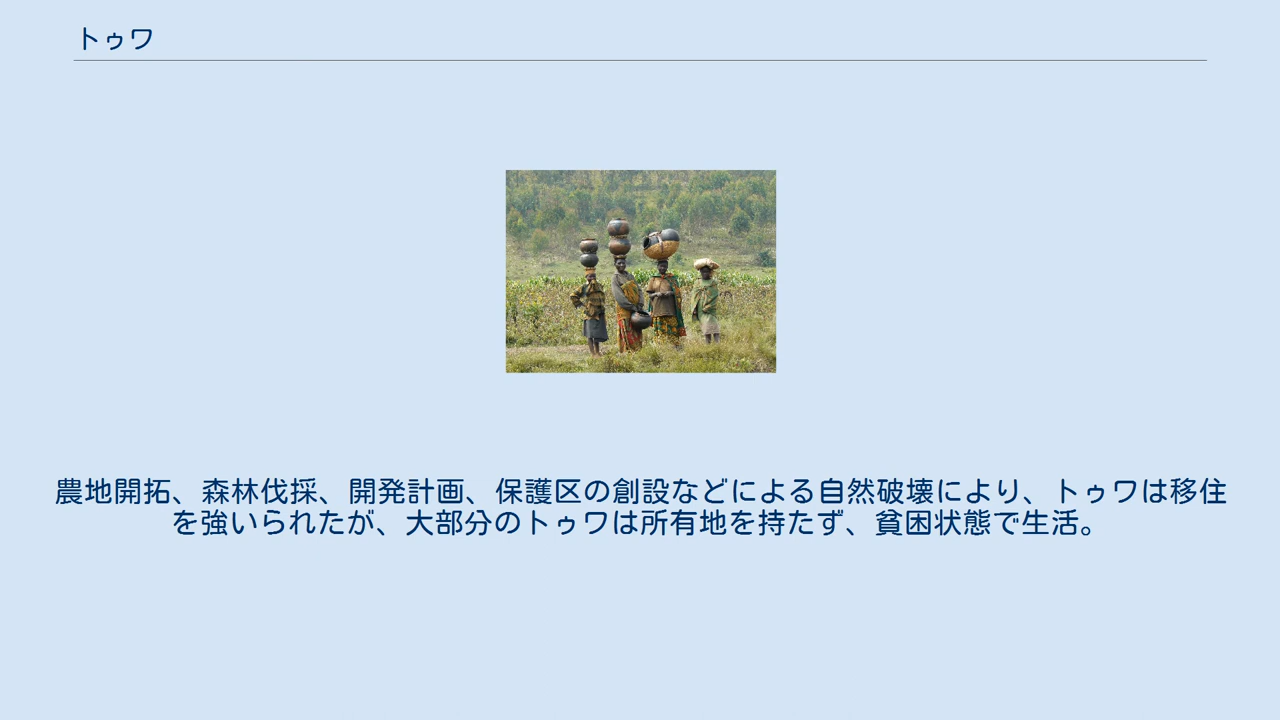 トゥワ
農地開拓、森林伐採、開発計画、保護区の創設などによる自然破壊により、トゥワは移住
を強いられたが、大部分のトゥワは所有地を持たず、貧困状態で生活。